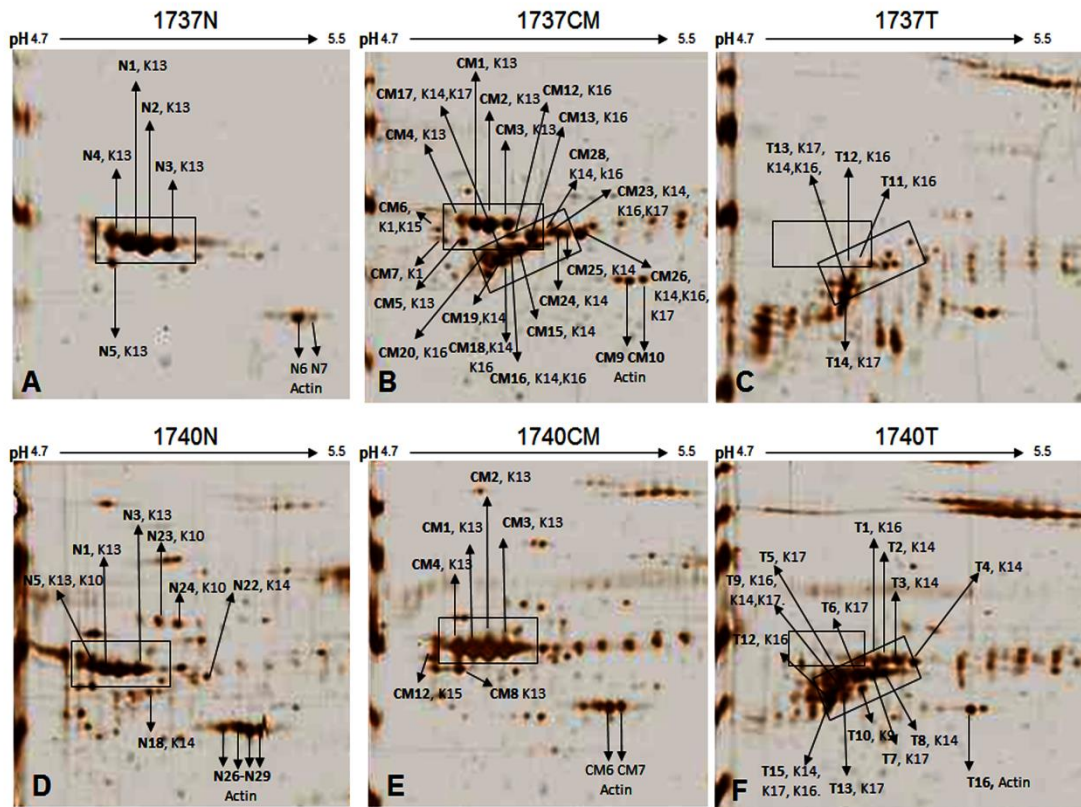 1737N
pH 4.7 5.5
N1, K13
N2, K13
N4, K13
N3, K13
N5, K13
N6 N7
Actin
A
1737CM
pH 4.7 5.5
CM1, K13
CM17, K14,K17
CM2, K13
CM12, K16
CM4, K13
CM3, K13
CM13, K16
CM28,
K14, k16
CM6,
K1,K15
CM23, K14,
K16,K17
CM7, K1
CM5, K13
CM25, K14
CM26,
K14,K16,
K17
CM19,K14
CM24, K14
CM20, K16
CM18,K14
K16
CM15, K14
CM16, K14,K16
CM9 CM10
Actin
B
1737T
pH 4.7 5.5
T13, K17,
K14,K16,
T12, K16
T11, K16
T14, K17
C
1740N
pH 4.7 5.5
N3, K13
N23, K10
N1, K13
N5, K13, K10
N24, K10
N22, K14
N18, K14
N26-N29
Actin
D
1740CM
pH 4.7 5.5
CM2, K13
CM1, K13
CM3, K13
CM4, K13
CM12, K15
CM8 K13
CM6 CM7
E
1740T
pH 4.7 5.5
T1, K16
T2, K14
T5, K17
T3, K14
T4, K14
T9, K16,
K14,K17.
T6, K17
T12, K16
T10, K9
T8, K14
T7, K17
T15, K14,
K17, K16.
T13, K17
T16, Actin
F